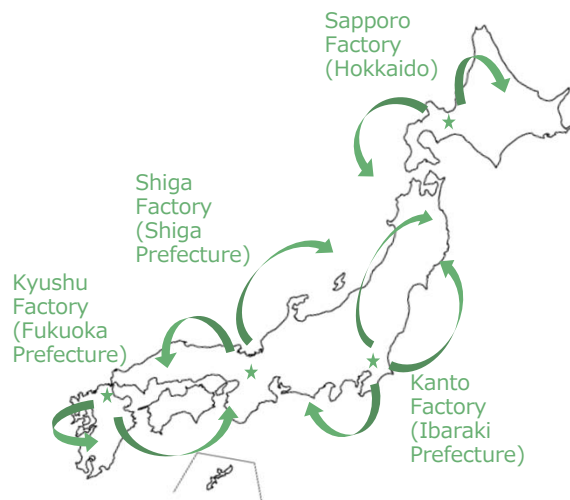 Sapporo
Factory
(Hokkaido)
Shiga
Factory
(Shiga
Prefecture)
Kyushu
Factory
(Fukuoka
Prefecture)
Kanto
Factory
(Ibaraki
Prefecture)